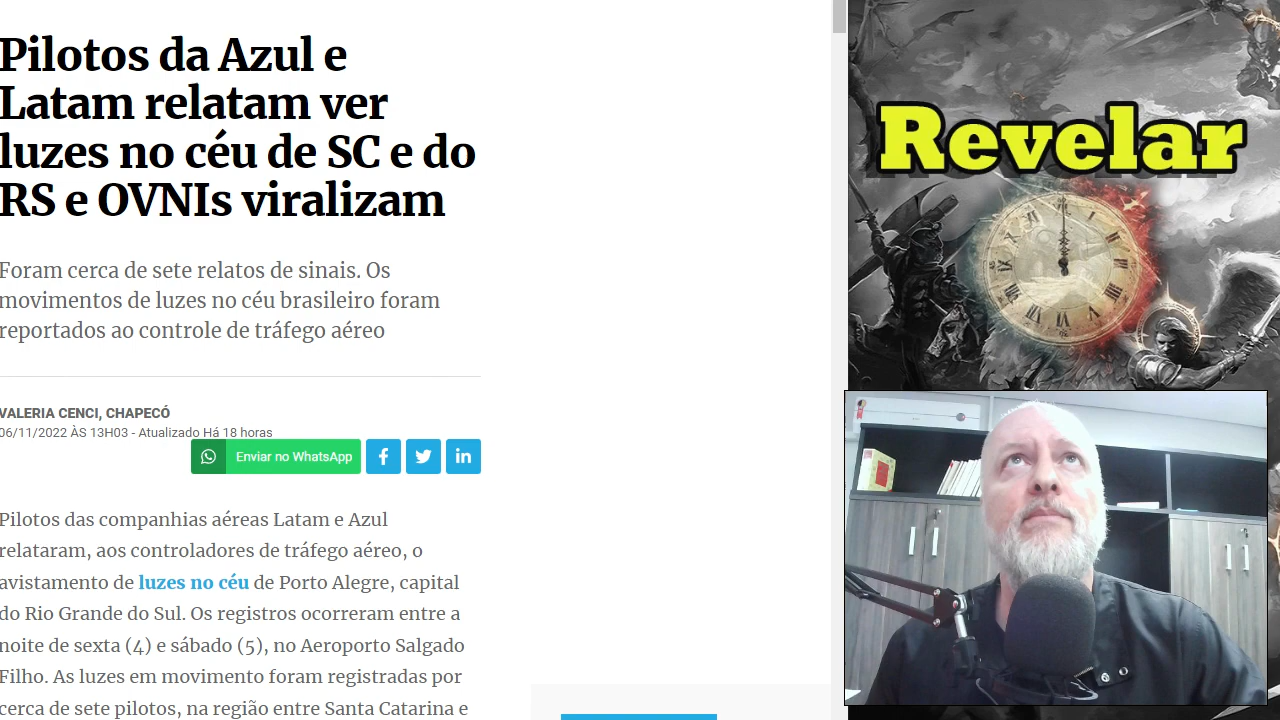 Pilotos da Azul e
Latam relatam ver
luzes no céu de SC e do
RS e OVNIs viralizam
Foram cerca de sete relatos de sinais. Os
movimentos de luzes no céu brasileiro foram
reportados ao controle de tráfego aéreo
VALERIA CENCI, CHAPECÓ
06/11/2022 ÀS 13H03 - Atualizado Há 18 horas
Enviar no WhatsApp
Pilotos das companhias aéreas Latam e Azul
relataram, aos controladores de tráfego aéreo, o
avistamento de luzes no céu de Porto Alegre, capital
do Rio Grande do Sul. Os registros ocorreram entre a
noite de sexta (4) e sábado (5), no Aeroporto Salgado
Filho. As luzes em movimento foram registradas por
cerca de sete pilotos, na região entre Santa Catarina e
Revelar